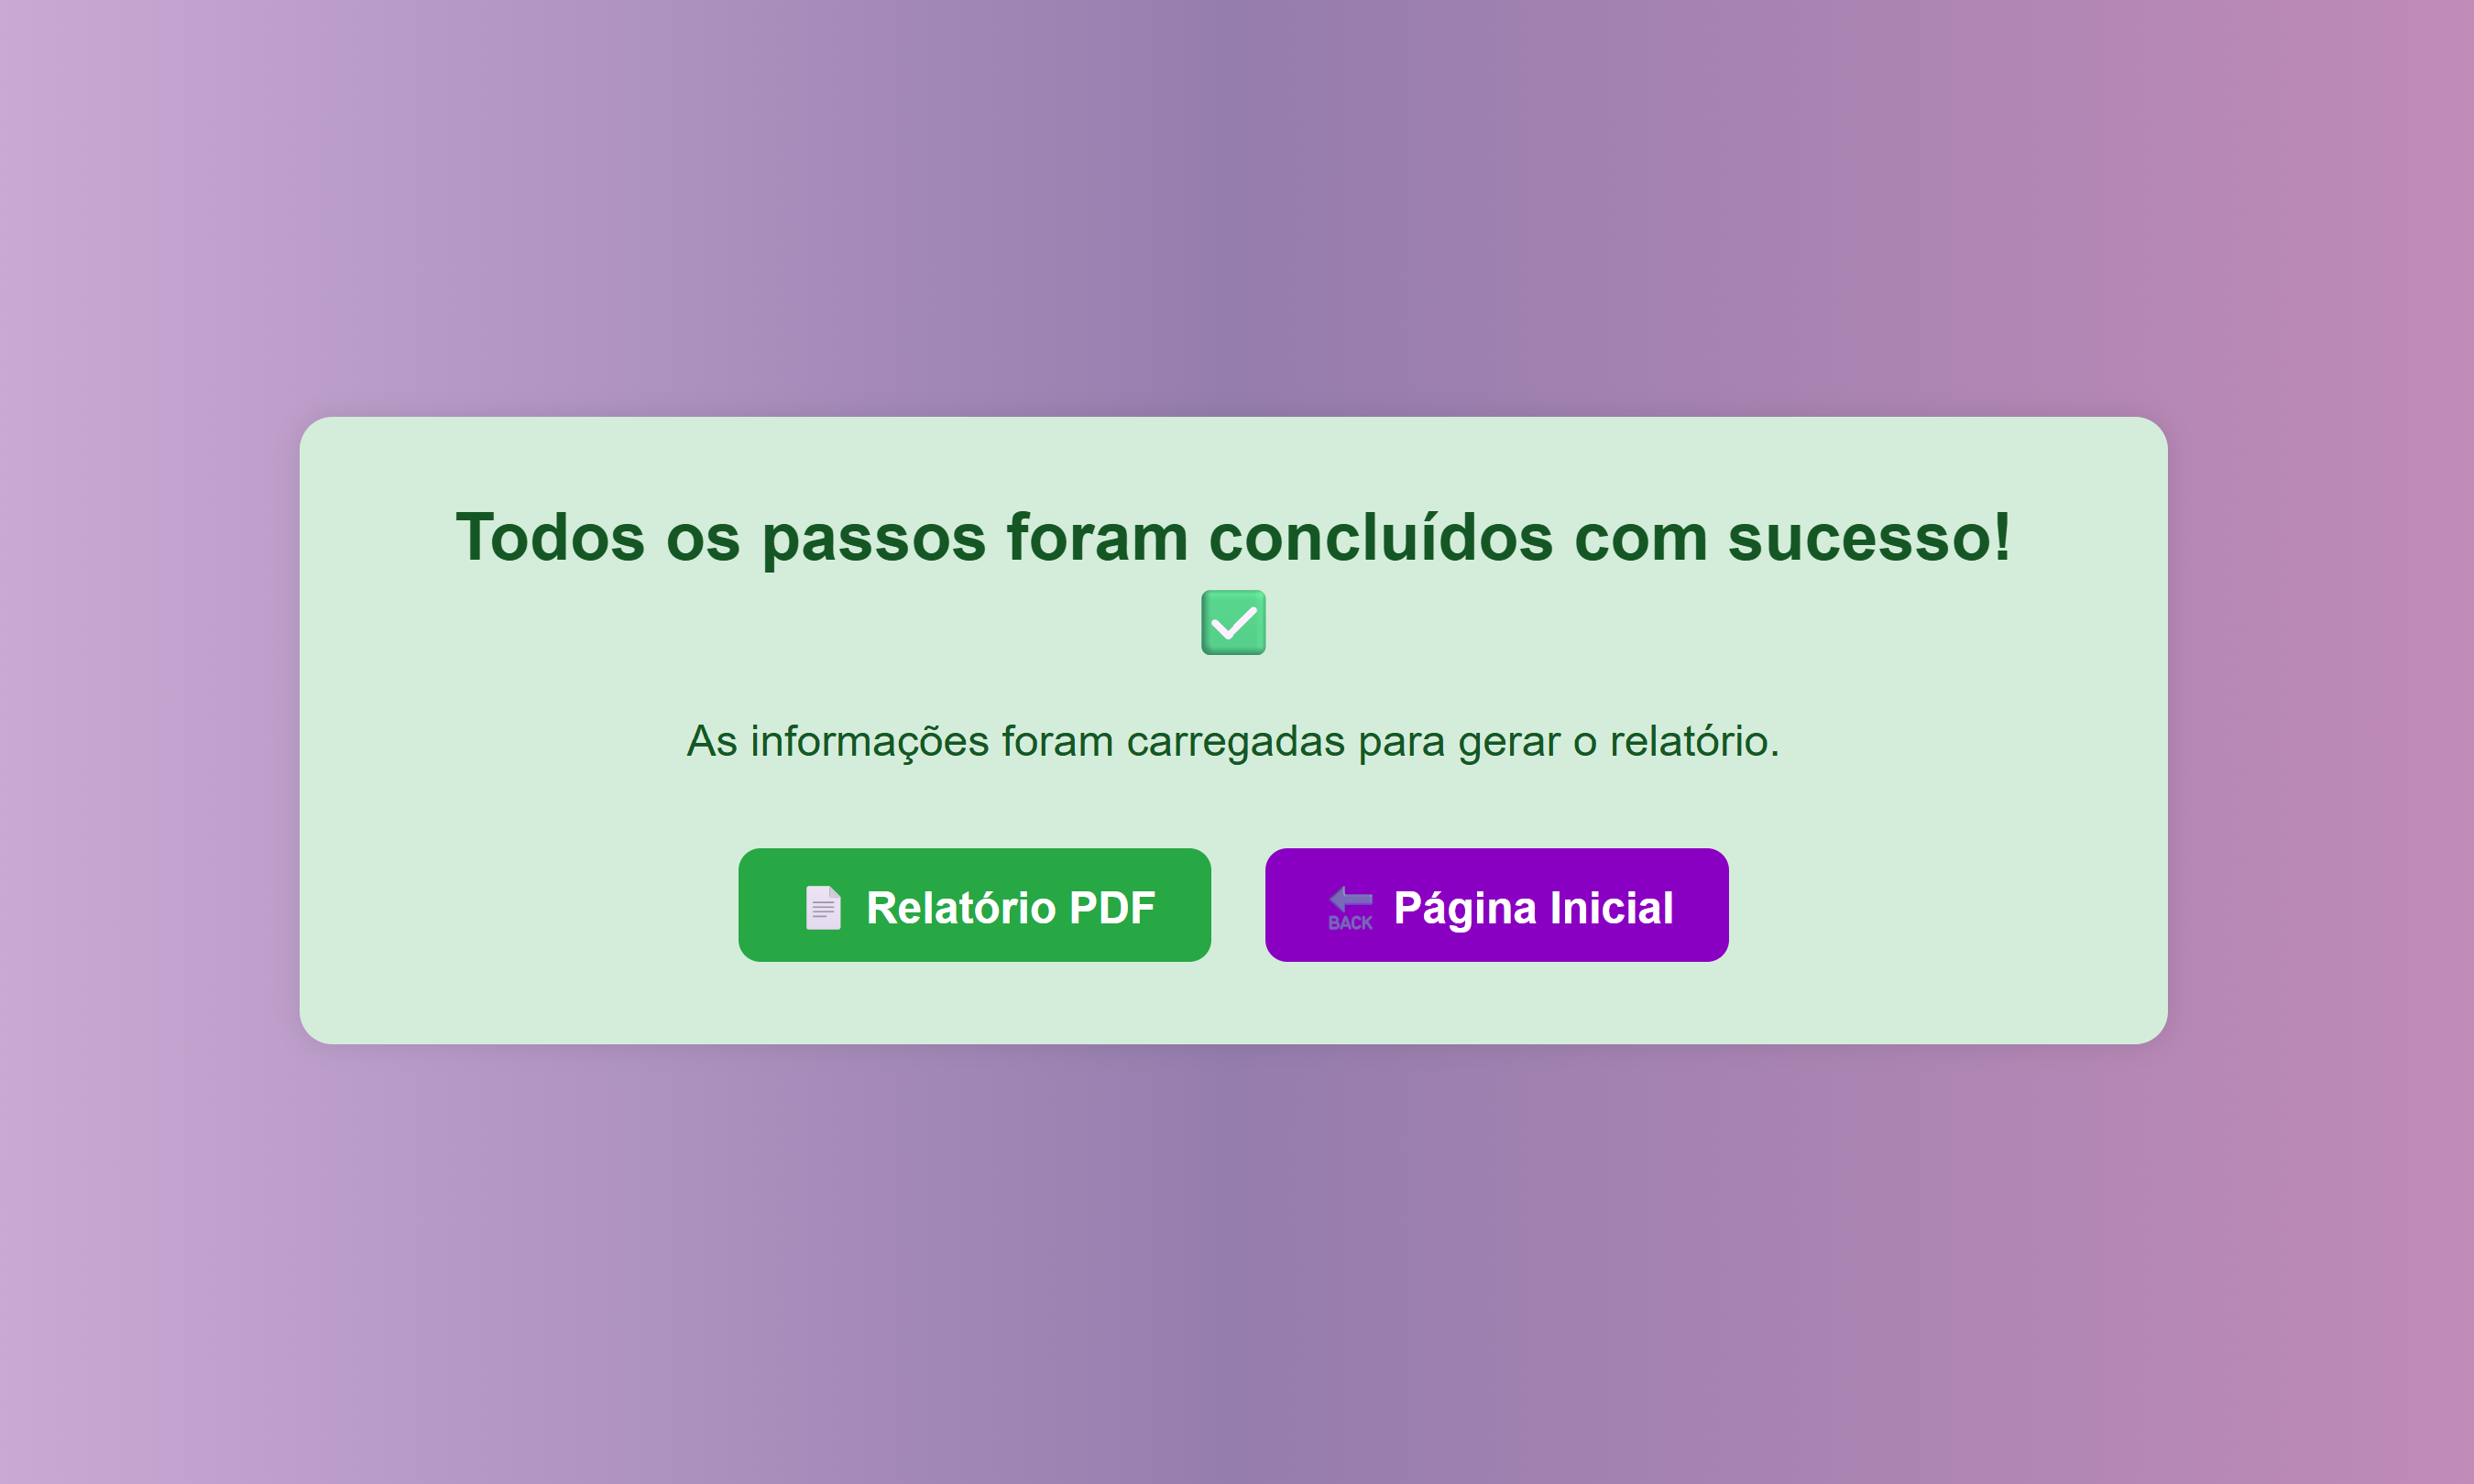 Todos os passos foram concluídos com sucesso!
As informações foram carregadas para gerar o relatório.
Relatório PDF
BACK Página Inicial